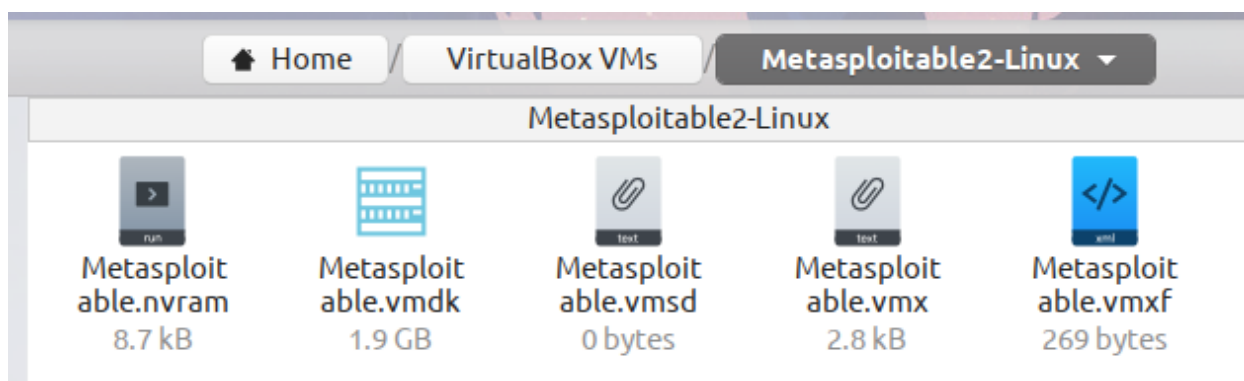 Home / VirtualBox VMs / Metasploitable2-Linux
Metasploitable2-Linux
run
text
text
xml
Metasploit
able.nvram
8.7 kB
Metasploit
able.vmdk
1.9 GB
Metasploit
able.vmsd
0 bytes
Metasploit
able.vmx
2.8 kB
Metasploit
able.vmxf
269 bytes